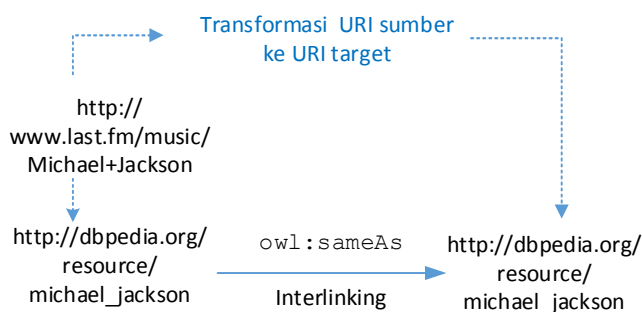 Transformasi URI sumber
ke URI target
http://
www.last.fm/music/
Michael+Jackson
http://dbpedia.org/
resource/
michael_jackson
owl:sameAs
Interlinking
http://dbpedia.org/
resource/
michael_jackson